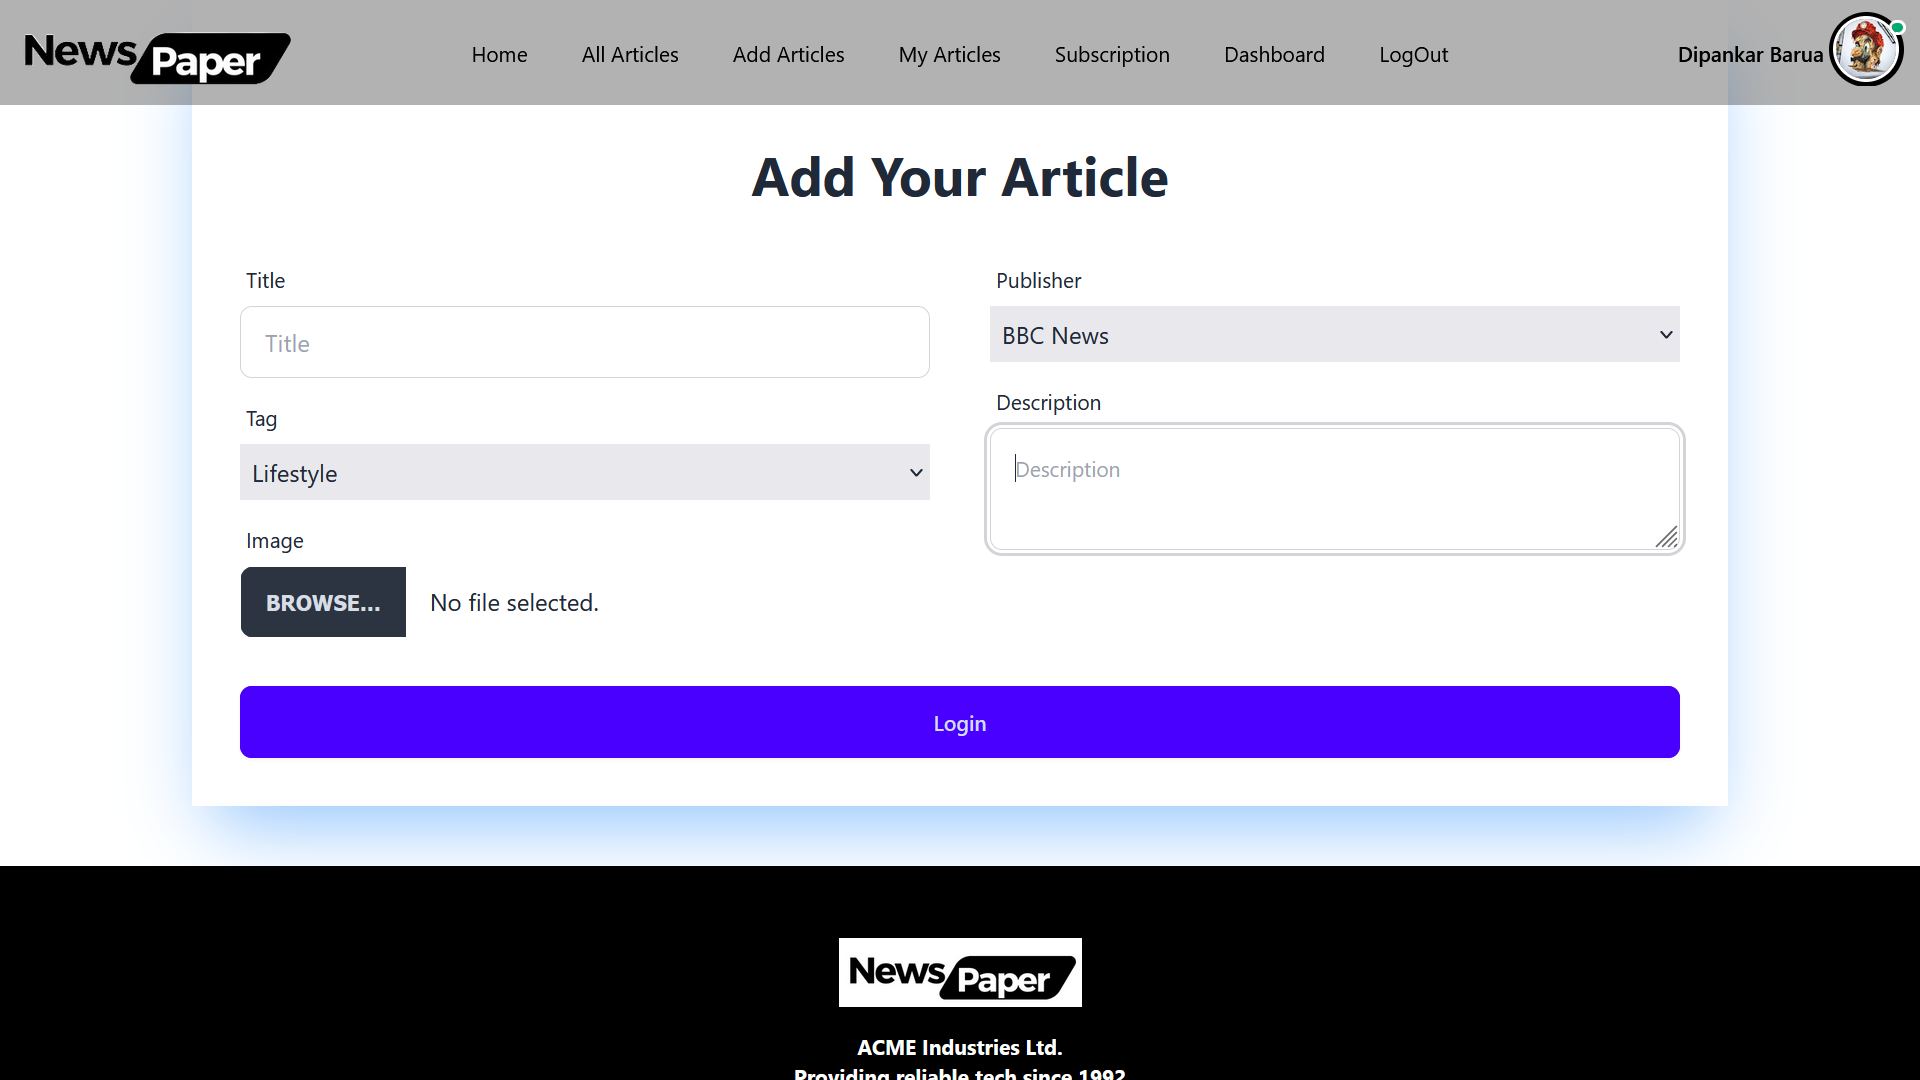 News Paper
Home All Articles Add Articles My Articles Subscription Dashboard LogOut
Dipankar Barua
Add Your Article
Title
Title
Tag
Lifestyle
Image
BROWSE... No file selected.
Publisher
BBC News
Description
Description
Login
News Paper
ACME Industries Ltd.
Providing reliable tech since 1992